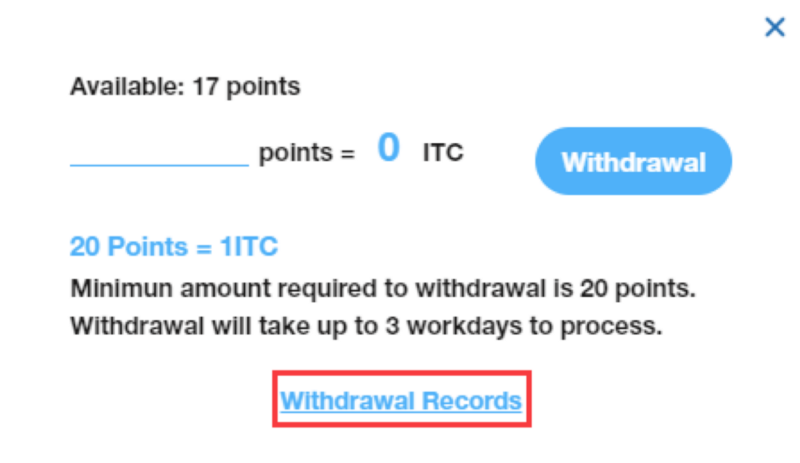 Available: 17 points
points = 0 ITC
Withdrawal
20 Points = 1ITC
Minimun amount required to withdrawal is 20 points.
Withdrawal will take up to 3 workdays to process.
Withdrawal Records